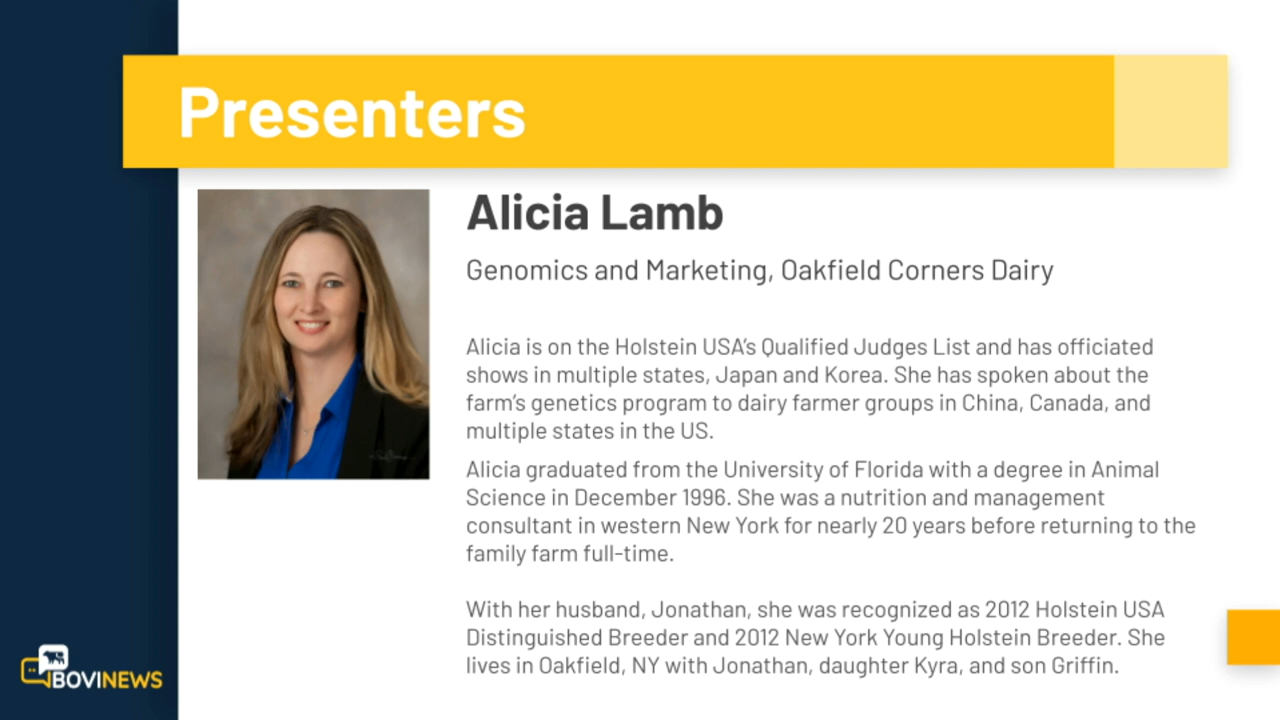 Presenters
Alicia Lamb
Genomics and Marketing, Oakfield Corners Dairy
Alicia is on the Holstein USA's Qualified Judges List and has officiated
shows in multiple states, Japan and Korea. She has spoken about the
farm's genetics program to dairy farmer groups in China, Canada, and
multiple states in the US.
Alicia graduated from the University of Florida with a degree in Animal
Science in December 1996. She was a nutrition and management
consultant in western New York for nearly 20 years before returning to the
family farm full-time.
With her husband, Jonathan, she was recognized as 2012 Holstein USA
Distinguished Breeder and 2012 New York Young Holstein Breeder. She
lives in Oakfield, NY with Jonathan, daughter Kyra, and son Griffin.
BOVINEWS